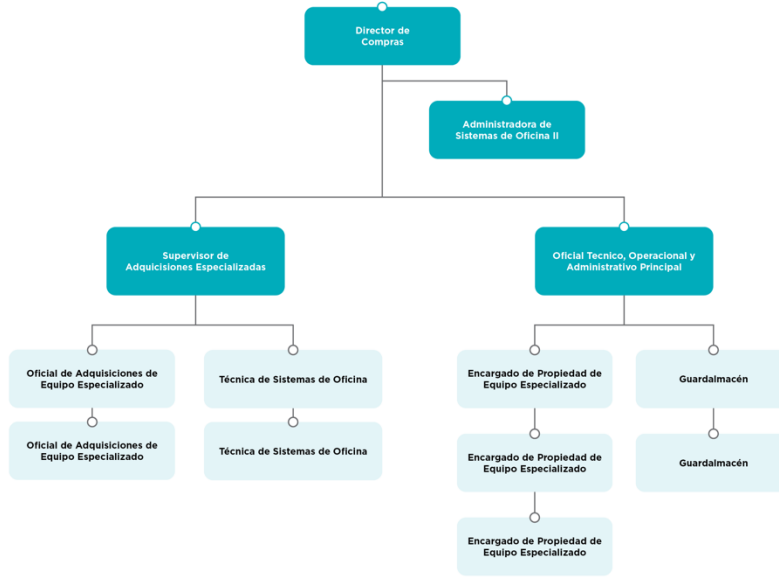 Director de
Compras
Administradora de
Sistemas de Oficina II
Supervisor de
Adquiciones Especializadas
Oficial Tecnico, Operacional y
Administrativo Principal
Oficial de Adquisiciones de
Equipo Especializado
Técnica de Sistemas de Oficina
Encargado de Propiedad de
Equipo Especializado
Guardalmacén
Oficial de Adquisiciones de
Equipo Especializado
Técnica de Sistemas de Oficina
Encargado de Propiedad de
Equipo Especializado
Guardalmacén
Encargado de Propiedad de
Equipo Especializado